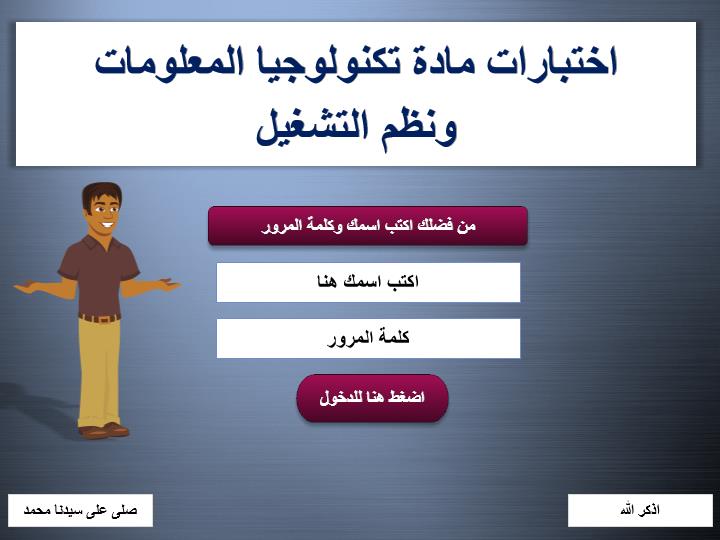 اختبارات مادة تكنولوجيا المعلومات
ونظم التشغيل
من فضلك اكتب اسمك وكلمة المرور
اكتب اسمك هنا
كلمة المرور
اضغط هنا للدخول
اذكر الله
صلى على سيدنا محمد